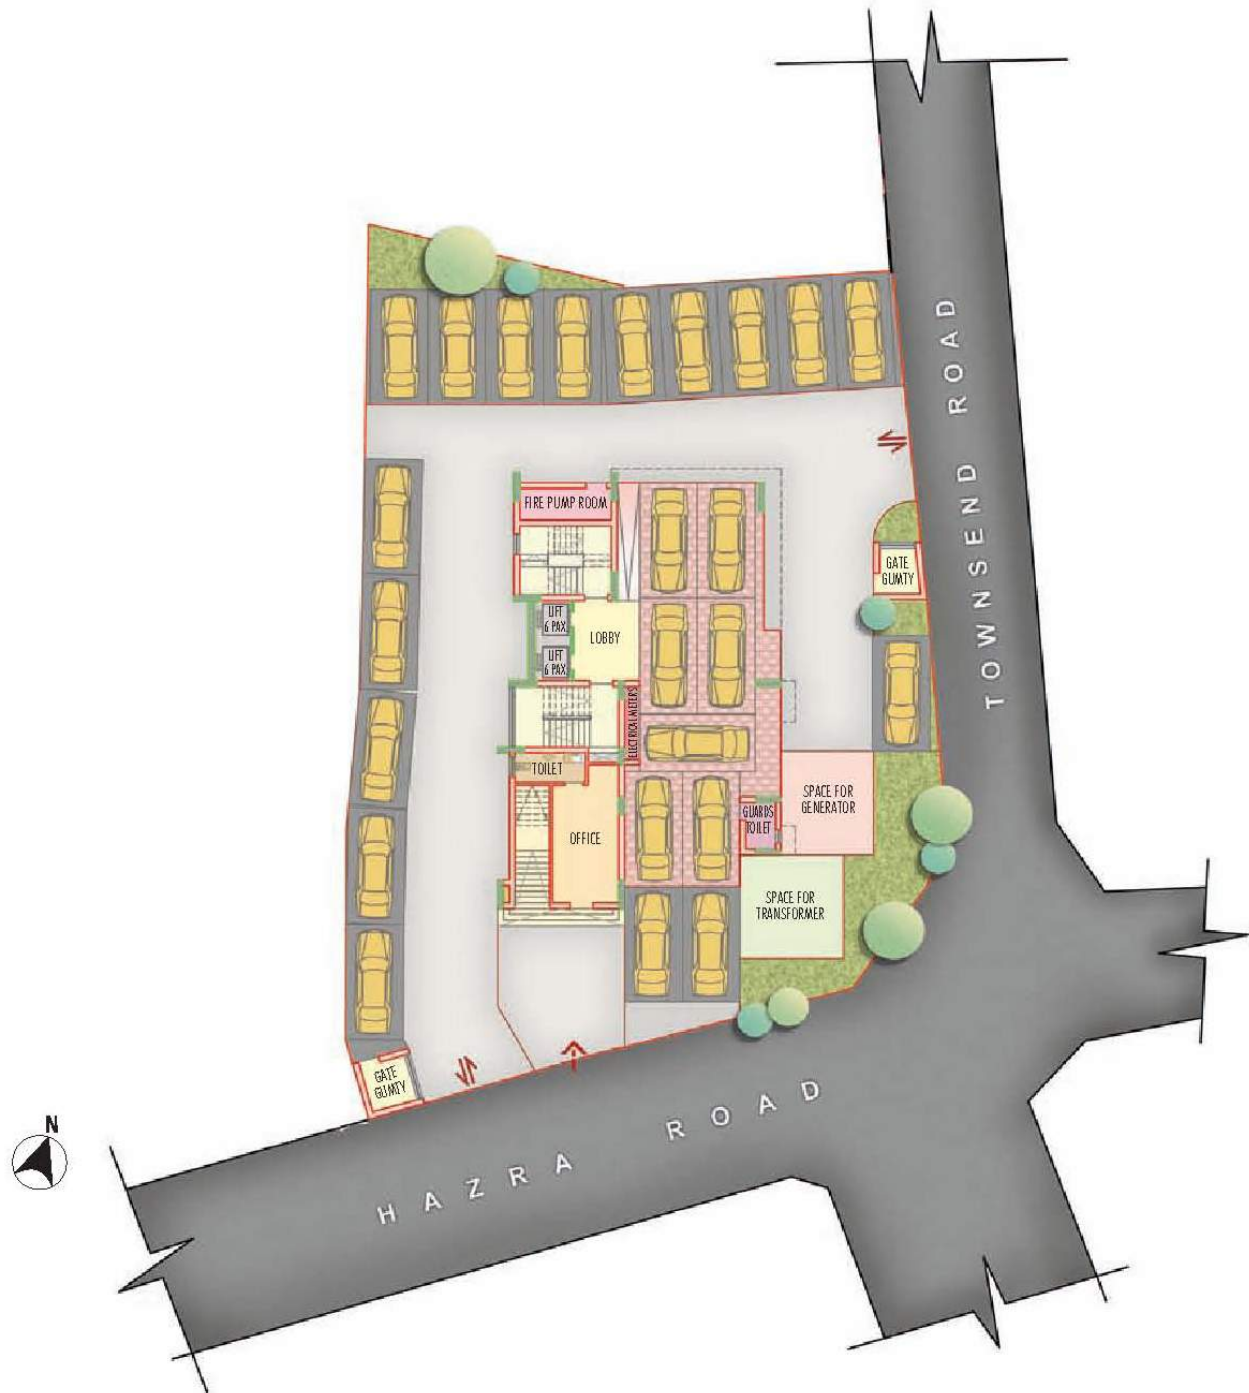 TOWNSEND ROAD
FIRE PUMP ROOM
GATE
GUMTY
LIFT
6 PAX.
LOBBY
LIFT
6 PAX.
ELECTRICAL METERS
TOILET
SPACE FOR
GENERATOR
GUARDS
TOILET
OFFICE
SPACE FOR
TRANSFORMER
GATE
GUMTY
HAZRA ROAD
N